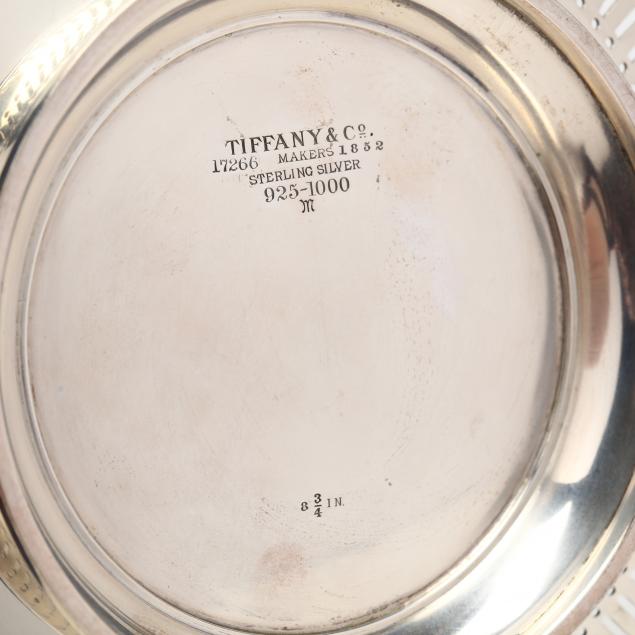 TIFFANY & Cº.
17266 MAKERS 1852
STERLING SILVER
925-1000
M
8 3/4 IN.